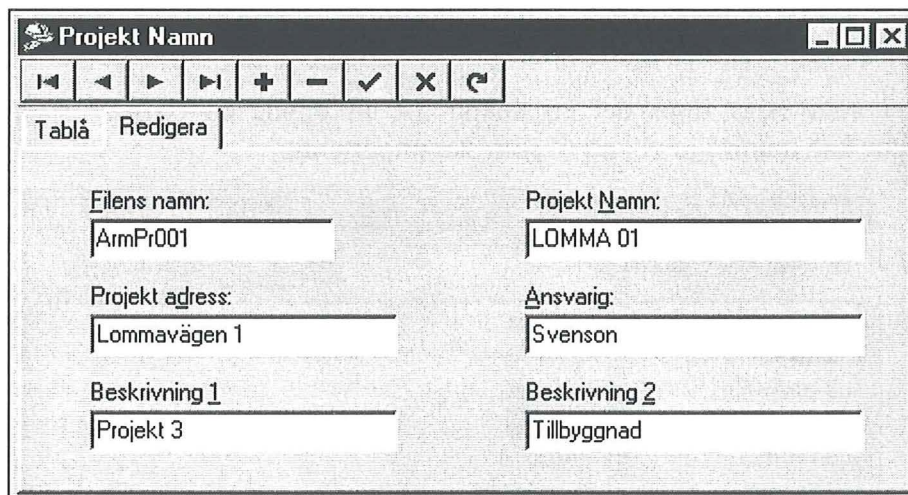 Projekt Namn
Tablå Redigera
Filens namn: Projekt Namn:
ArmPr001 LOMMA 01
Projekt adress: Ansvarig:
Lommavägen 1 Svenson
Beskrivning 1 Beskrivning 2
Projekt 3 Tillbyggnad